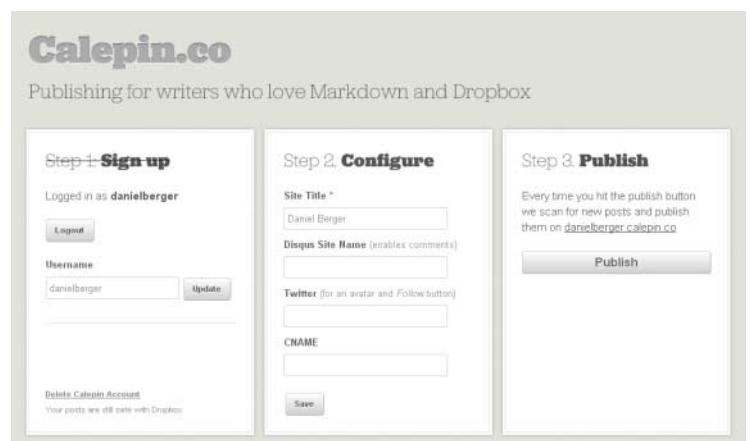 Calepin.co
Publishing for writers who love Markdown and Dropbox
Step 1. Sign up
Logged in as danielberger
Logout
Username
danielberger
Update
Delete Calepin Account
Your posts are still safe with Dropbox
Step 2. Configure
Site Title *
Daniel Berger
Disqus Site Name (enables comments)
Twitter (for an avatar and Follow button)
CNAME
Save
Step 3. Publish
Every time you hit the publish button
we scan for new posts and publish
them on danielberger.calepin.co
Publish